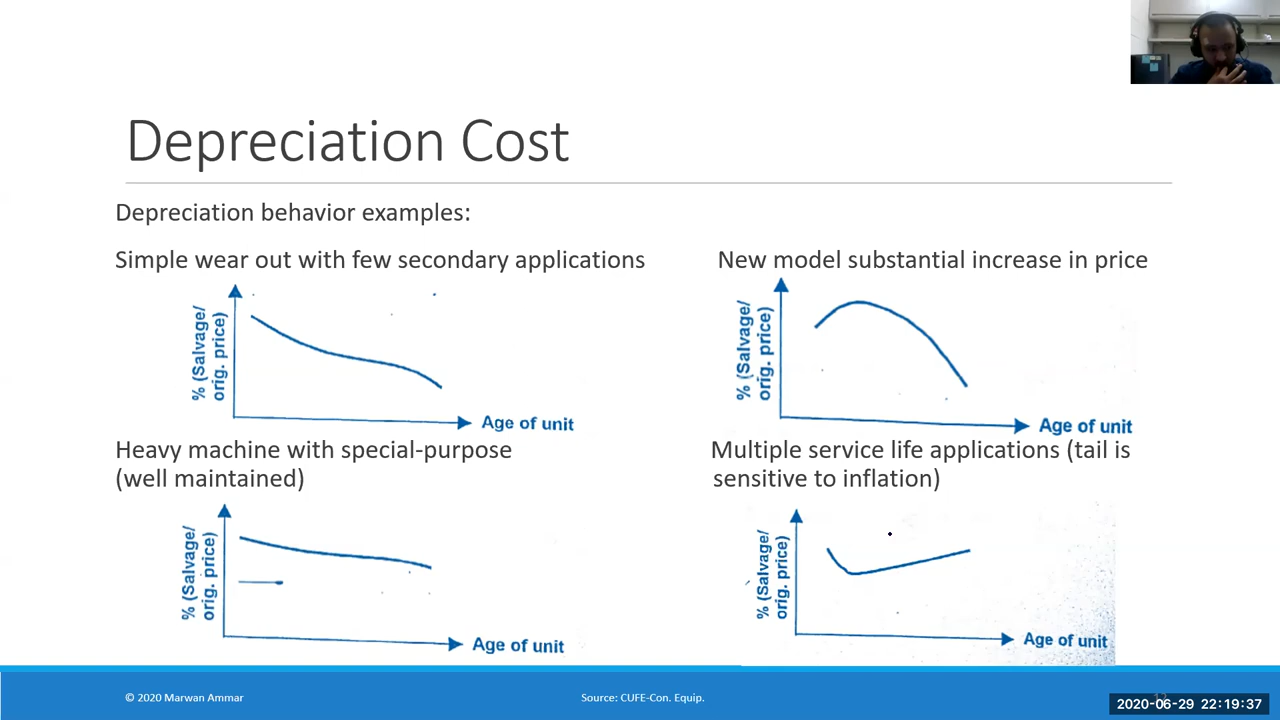 Depreciation Cost
Depreciation behavior examples:
Simple wear out with few secondary applications
New model substantial increase in price
% (Salvage/
orig. price)
Age of unit
% (Salvage/
orig. price)
Age of unit
Heavy machine with special-purpose
(well maintained)
Multiple service life applications (tail is
sensitive to inflation)
% (Salvage/
orig. price)
Age of unit
% (Salvage/
orig. price)
Age of unit
© 2020 Marwan Ammar
Source: CUFE-Con. Equip.
2020-06-29 22:19:37